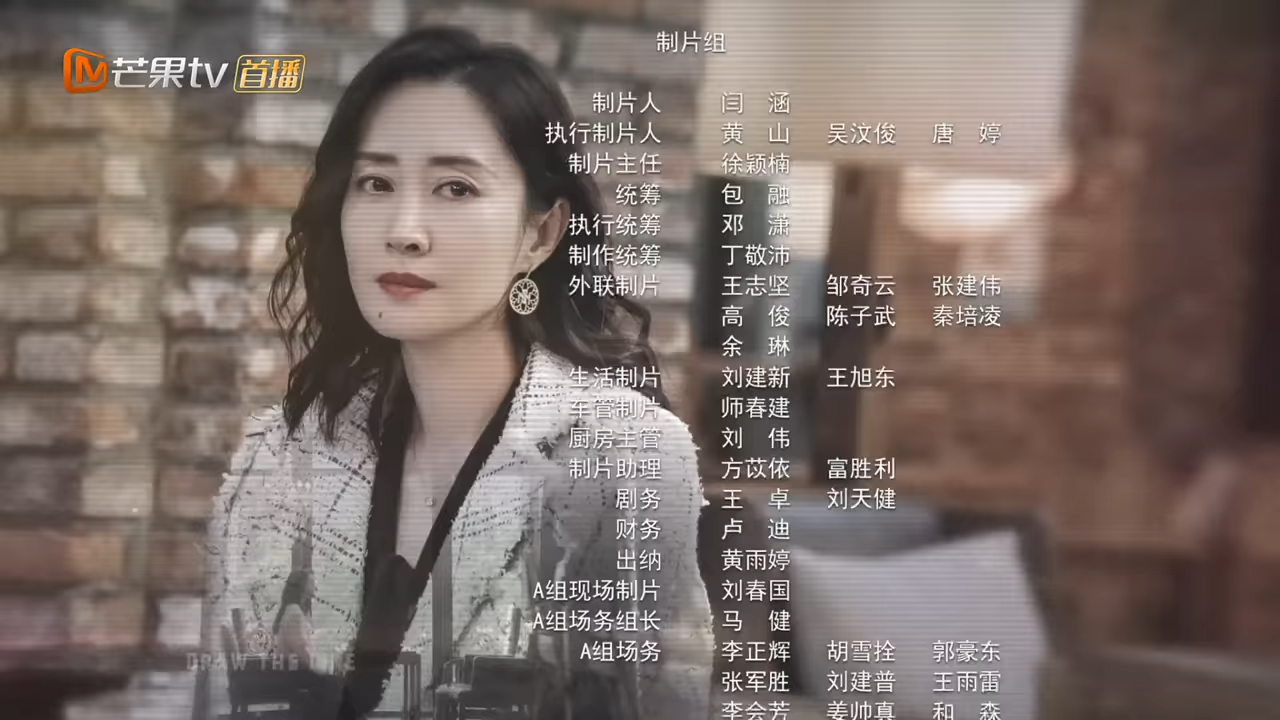 芒果tv 首播
制片组
制片人 闫 涵
执行制片人 黄 山 吴汶俊 唐 婷
制片主任 徐颖楠
统筹 包 融
执行统筹 邓 潇
制作统筹 丁敬沛
外联制片 王志坚 邹奇云 张建伟
高 俊 陈子武 秦培凌
余 琳
生活制片 刘建新 王旭东
车管制片 师春建
厨房主管 刘 伟
制片助理 方苡依 富胜利
剧务 王 卓 刘天健
财务 卢 迪
出纳 黄雨婷
A组现场制片 刘春国
A组场务组长 马 健
A组场务 李正辉 胡雪拴 郭豪东
DRAW THE LINE
张军胜 刘建普 王雨雷
李会芳 姜帅真 和 森